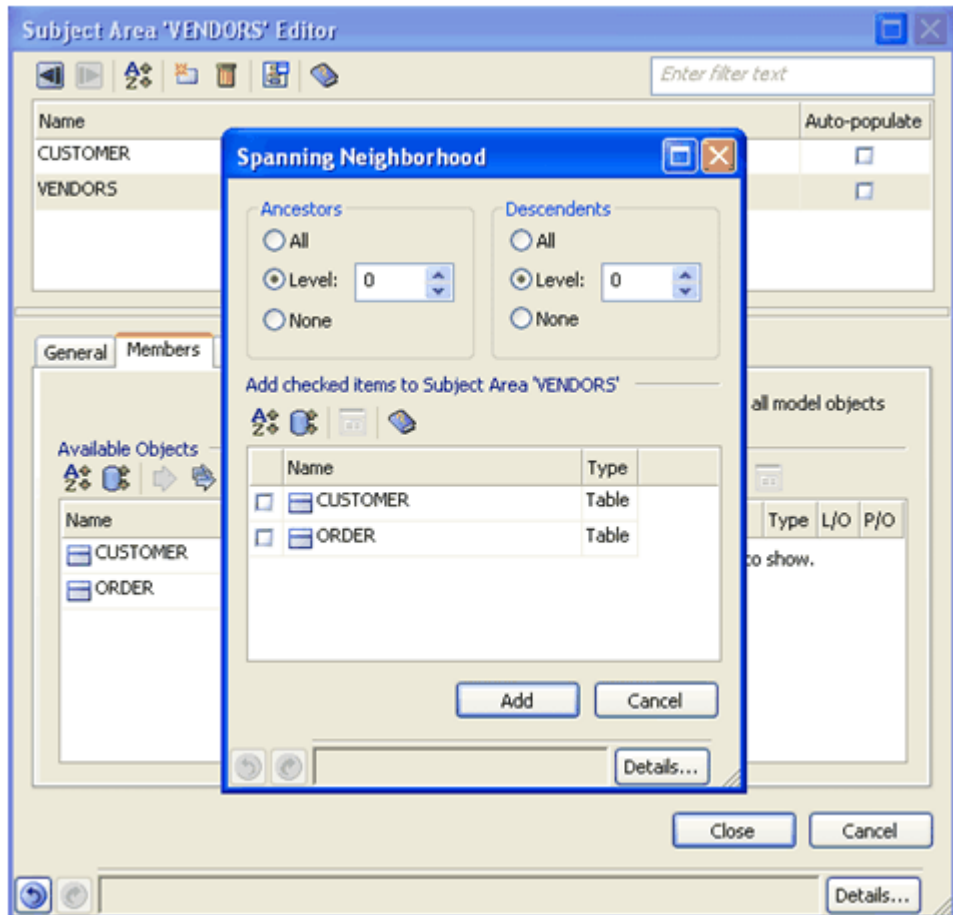 Subject Area 'VENDORS' Editor
Enter filter text
Name Auto-populate
CUSTOMER
VENDORS
Spanning Neighborhood
Ancestors Descendents
All All
Level: 0 Level: 0
None None
General Members
Add checked items to Subject Area 'VENDORS'
all model objects
Available Objects
Name Type
CUSTOMER Table
ORDER Table
Name Type L/O P/O
CUSTOMER to show.
ORDER
Add Cancel
Details...
Close Cancel
Details...